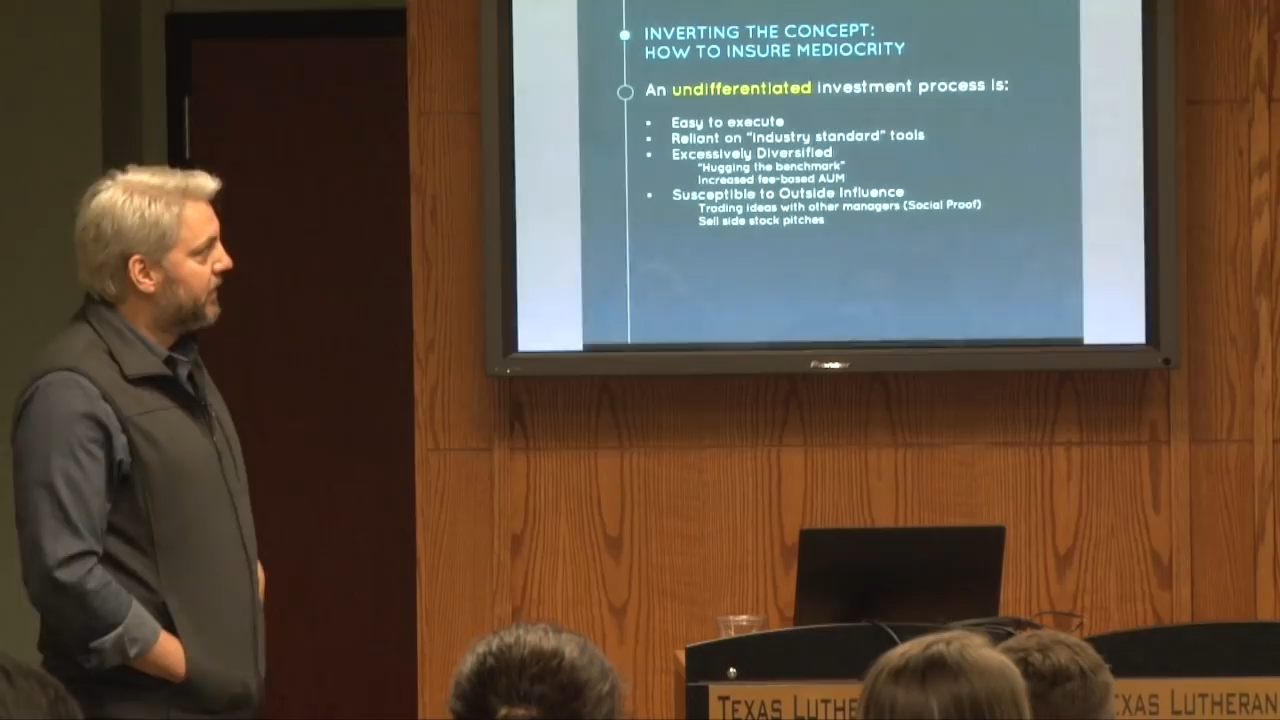 INVERTING THE CONCEPT:
HOW TO INSURE MEDIOCRITY
An undifferentiated investment process is:
▪ Easy to execute
▪ Reliant on "industry standard" tools
▪ Excessively Diversified
"Hugging the benchmark"
Increased fee-based AUM
▪ Susceptible to Outside Influence
Trading ideas with other managers (Social Proof)
Sell side stock pitches
TEXAS LUTHE
EXAS LUTHERAN